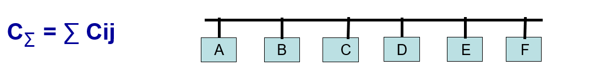 C∑ = ∑ Cij
A B C D E F